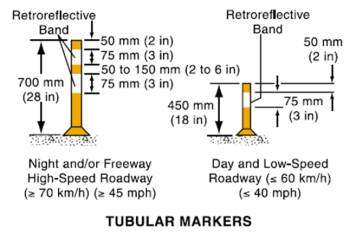 Retroreflective
Band
50 mm (2 in)
75 mm (3 in)
50 to 150 mm (2 to 6 in)
75 mm (3 in)
700 mm
(28 in)
Night and/or Freeway
High-Speed Roadway
(≥ 70 km/h) (≥ 45 mph)
Retroreflective
Band
50 mm
(2 in)
450 mm
(18 in)
75 mm
(3 in)
Day and Low-Speed
Roadway (≤ 60 km/h)
(≤ 40 mph)
TUBULAR MARKERS